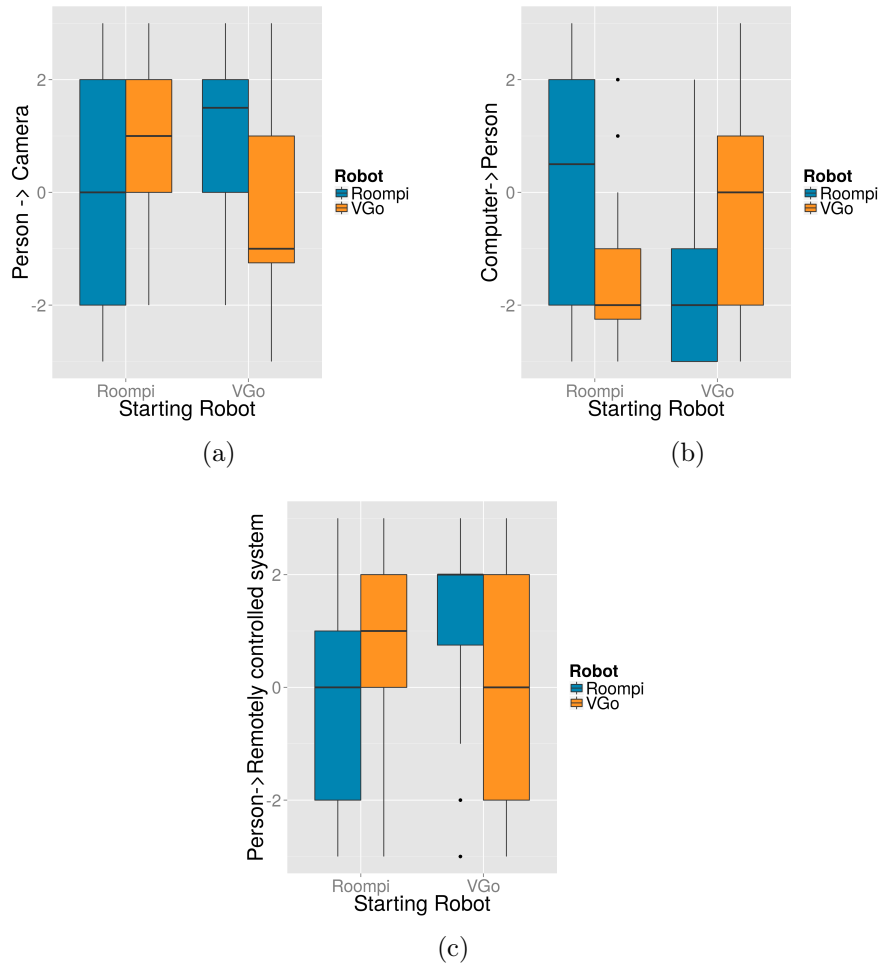 Person -> Camera
2
0
-2
Roompi VGo
Starting Robot
Robot
Roompi
VGo
(a)
Computer->Person
2
0
-2
Roompi VGo
Starting Robot
Robot
Roompi
VGo
(b)
Person->Remotely controlled system
2
0
-2
Roompi VGo
Starting Robot
Robot
Roompi
VGo
(c)